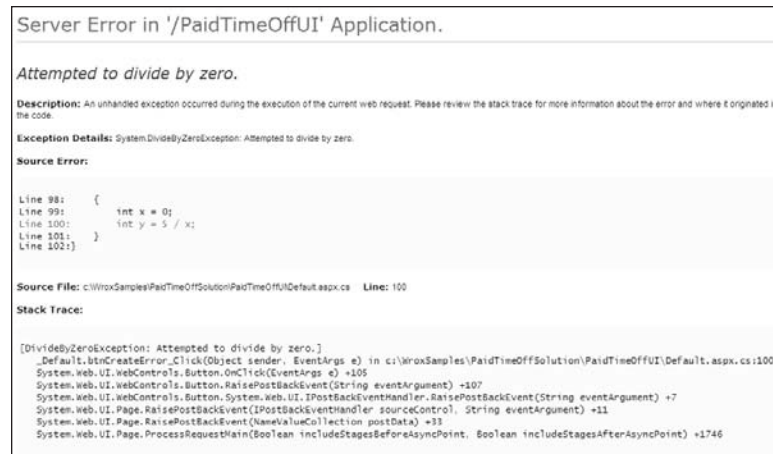 Server Error in '/PaidTimeOffUI' Application.
Attempted to divide by zero.
Description: An unhandled exception occurred during the execution of the current web request. Please review the stack trace for more information about the error and where it originated i
the code.
Exception Details: System.DivideByZeroException: Attempted to divide by zero.
Source Error:
Line 98: {
Line 99: int x = 0;
Line 100: int y = 5 / x;
Line 101: }
Line 102:}
Source File: c:\WroxSamples\PaidTimeOffSolution\PaidTimeOffUI\Default.aspx.cs Line: 100
Stack Trace:
[DivideByZeroException: Attempted to divide by zero.]
_Default.btnCreateError_Click(Object sender, EventArgs e) in c:\WroxSamples\PaidTimeOffSolution\PaidTimeOffUI\Default.aspx.cs:100
System.Web.UI.WebControls.Button.OnClick(EventArgs e) +105
System.Web.UI.WebControls.Button.RaisePostBackEvent(String eventArgument) +107
System.Web.UI.WebControls.Button.System.Web.UI.IPostBackEventHandler.RaisePostBackEvent(String eventArgument) +7
System.Web.UI.Page.RaisePostBackEvent(IPostBackEventHandler sourceControl, String eventArgument) +11
System.Web.UI.Page.RaisePostBackEvent(NameValueCollection postData) +33
System.Web.UI.Page.ProcessRequestMain(Boolean includeStagesBeforeAsyncPoint, Boolean includeStagesAfterAsyncPoint) +1746